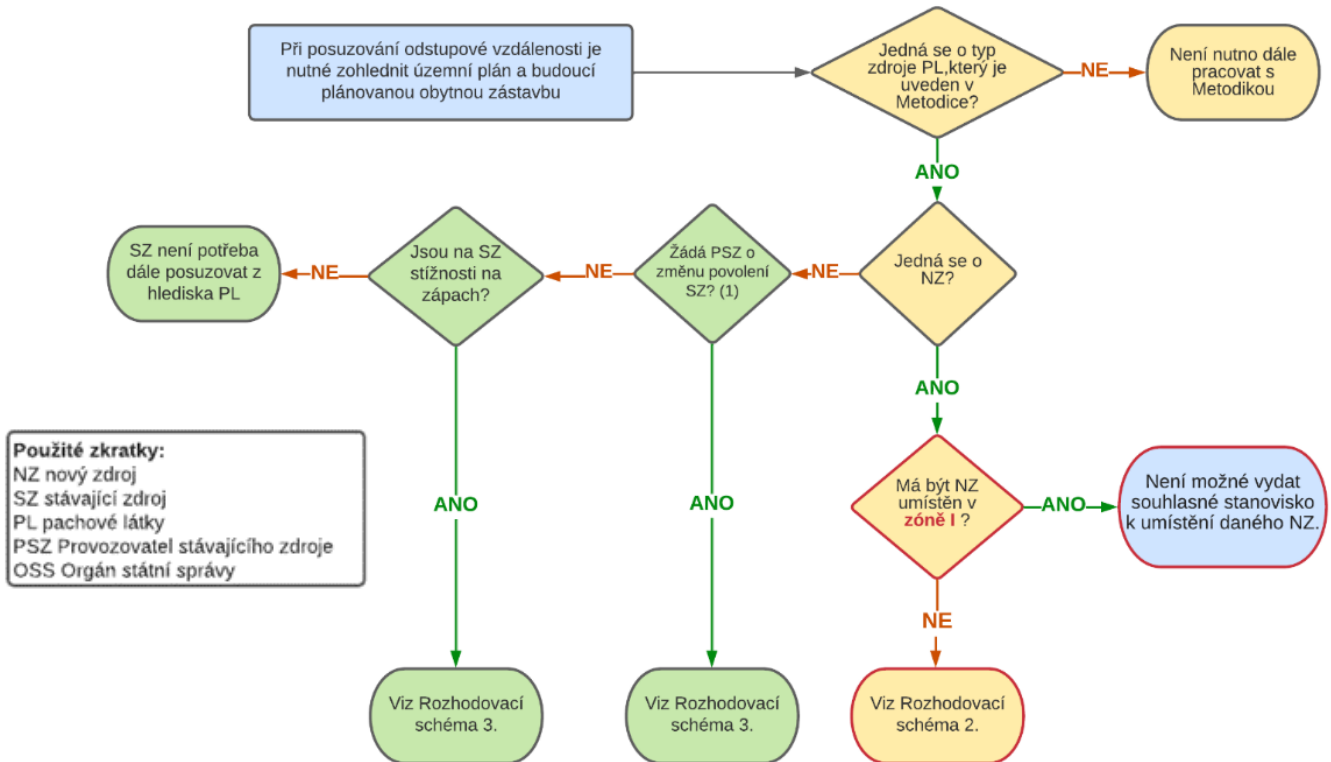 Při posuzování odstupové vzdálenosti je
nutné zohlednit územní plán a budoucí
plánovanou obytnou zástavbu
Jedná se o typ
zdroje PL,který je
uveden v
Metodice?
NE
Není nutno dále
pracovat s
Metodikou
ANO
Jedná se o
NZ?
NE
Žádá PSZ o
změnu povolení
SZ? (1)
NE
Jsou na SZ
stížnosti na
zápach?
NE
SZ není potřeba
dále posuzovat z
hlediska PL
ANO
Má být NZ
umístěn v
zóně I ?
ANO
Není možné vydat
souhlasné stanovisko
k umístění daného NZ.
Použité zkratky:
NZ nový zdroj
SZ stávající zdroj
PL pachové látky
PSZ Provozovatel stávajícího zdroje
OSS Orgán státní správy
ANO
ANO
NE
Viz Rozhodovací
schéma 3.
Viz Rozhodovací
schéma 3.
Viz Rozhodovací
schéma 2.